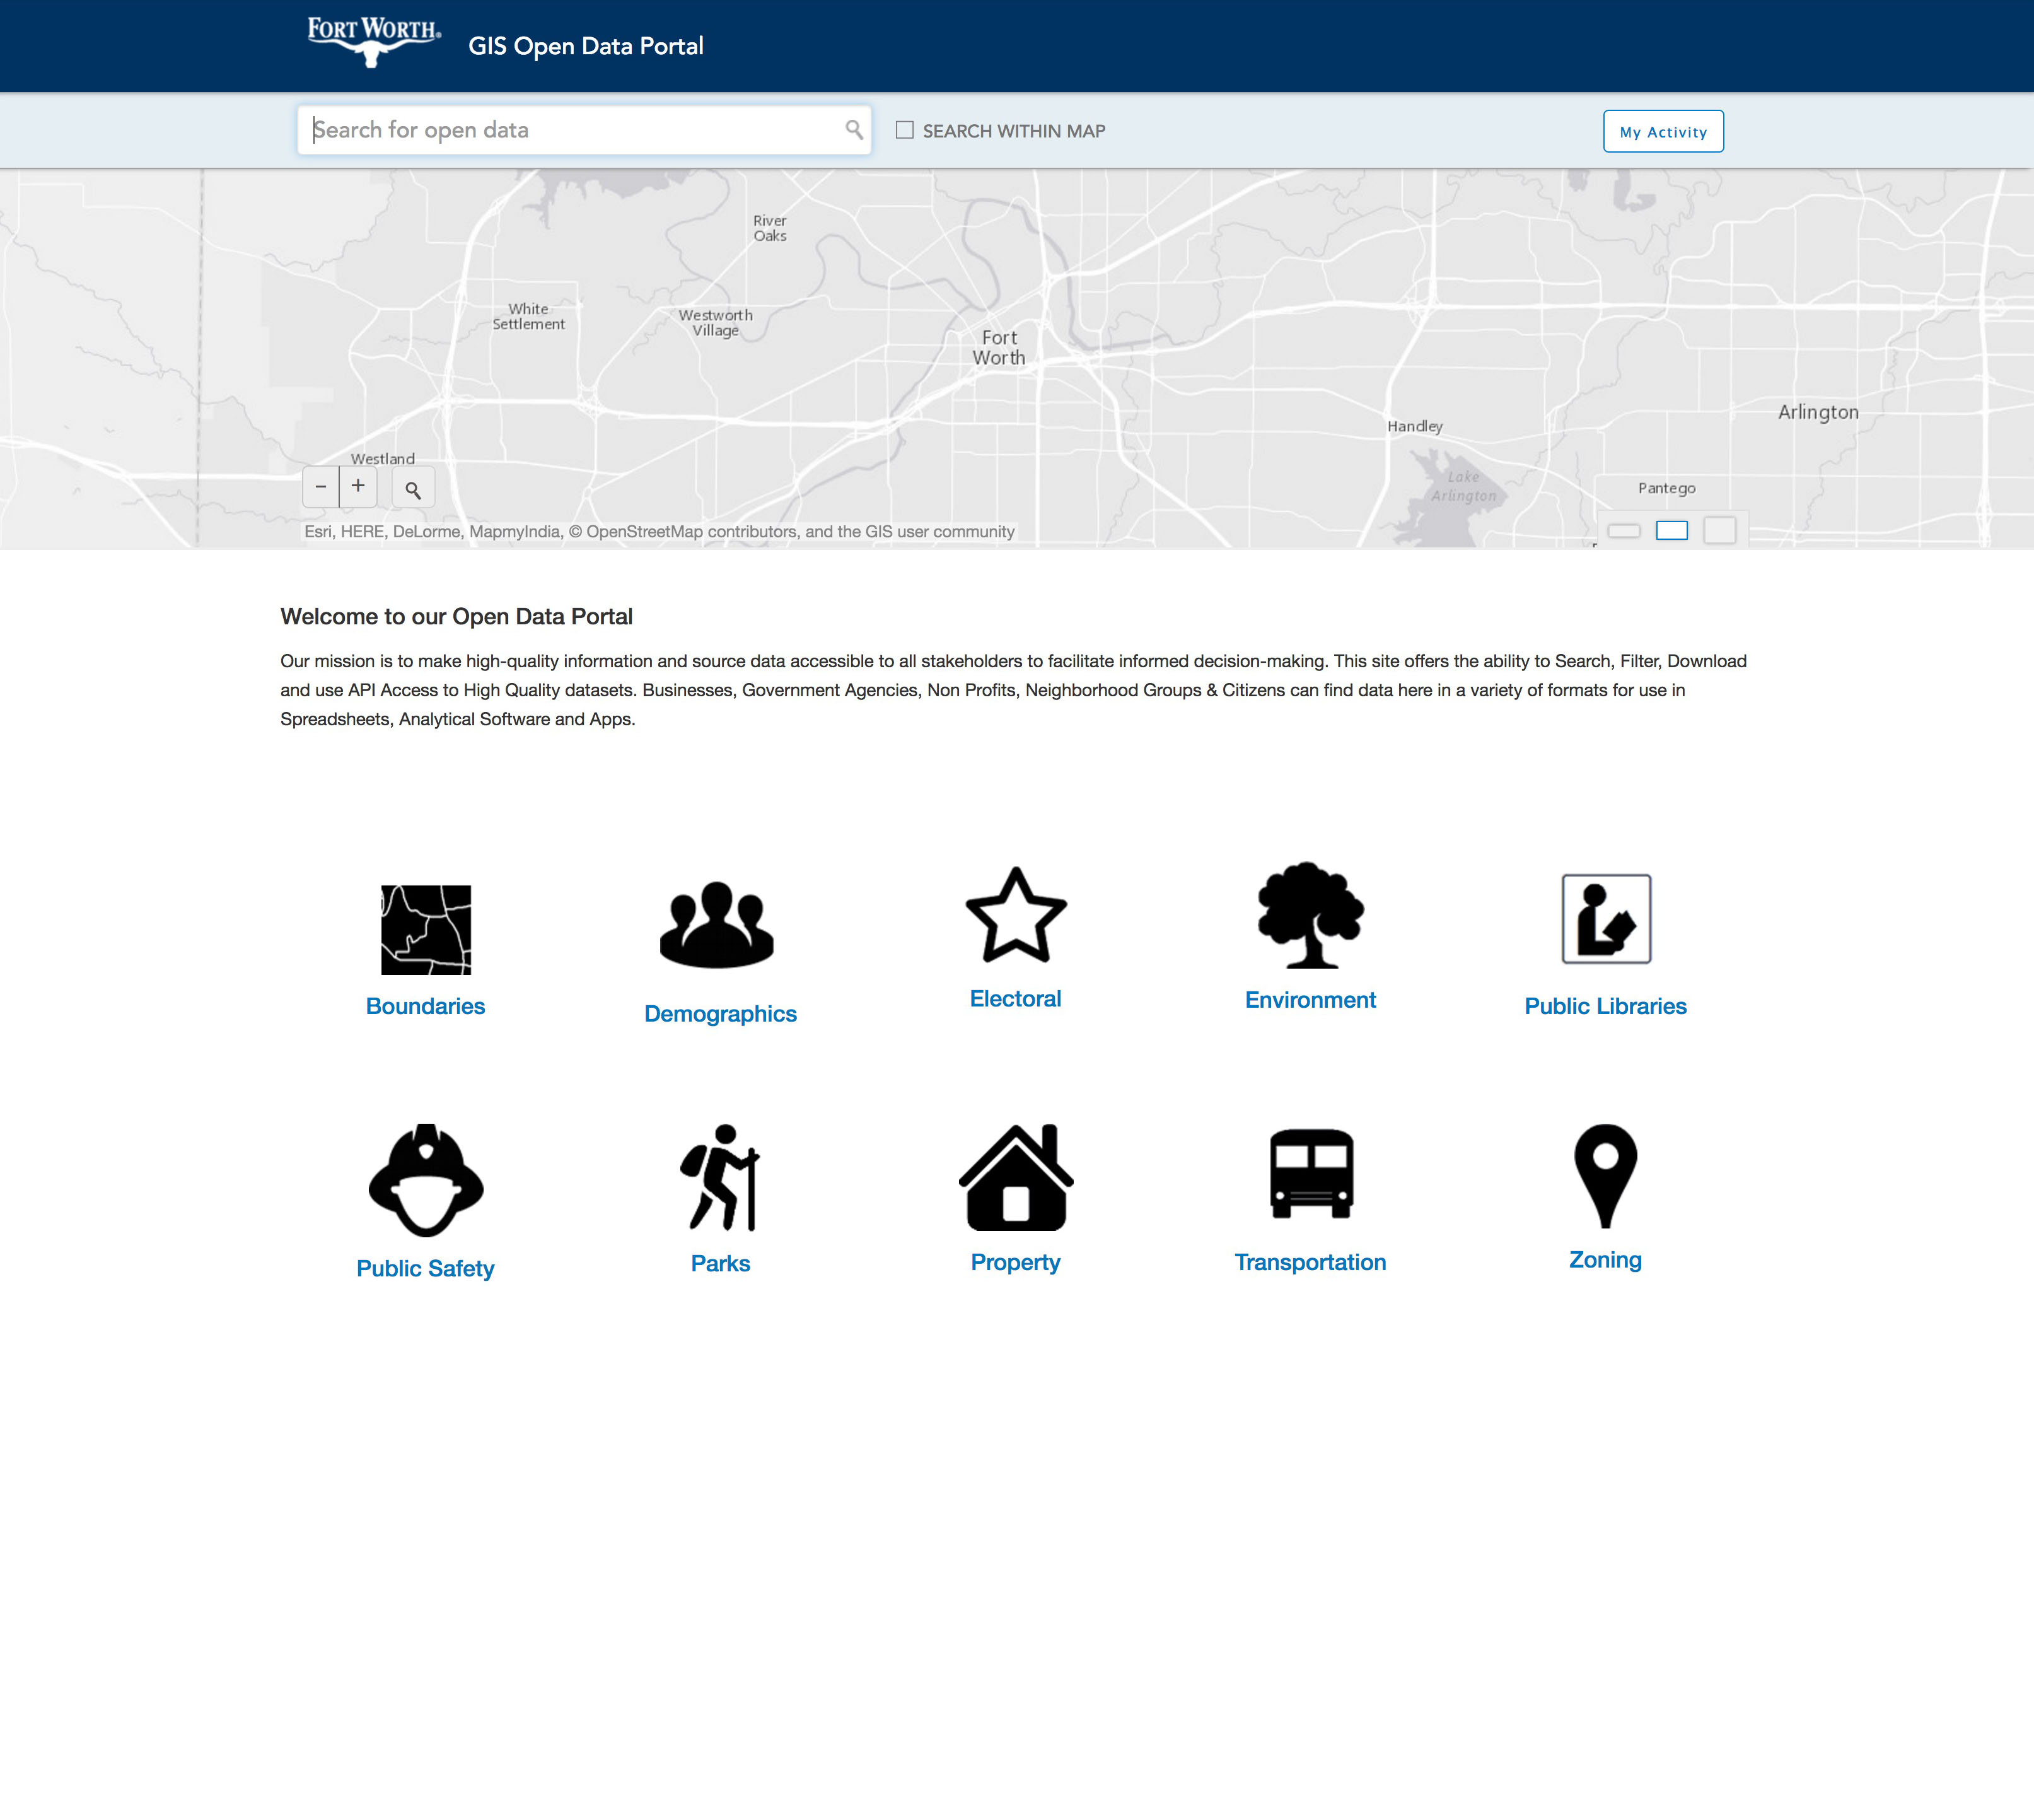 FORT WORTH®
GIS Open Data Portal
Search for open data
SEARCH WITHIN MAP
My Activity
River
Oaks
White
Settlement
Westworth
Village
Fort
Worth
Arlington
Handley
Westland
Lake
Arlington
Pantego
− +
Esri, HERE, DeLorme, MapmyIndia, © OpenStreetMap contributors, and the GIS user community
Welcome to our Open Data Portal
Our mission is to make high-quality information and source data accessible to all stakeholders to facilitate informed decision-making. This site offers the ability to Search, Filter, Download
and use API Access to High Quality datasets. Businesses, Government Agencies, Non Profits, Neighborhood Groups & Citizens can find data here in a variety of formats for use in
Spreadsheets, Analytical Software and Apps.
Boundaries
Demographics
Electoral
Environment
Public Libraries
Public Safety
Parks
Property
Transportation
Zoning